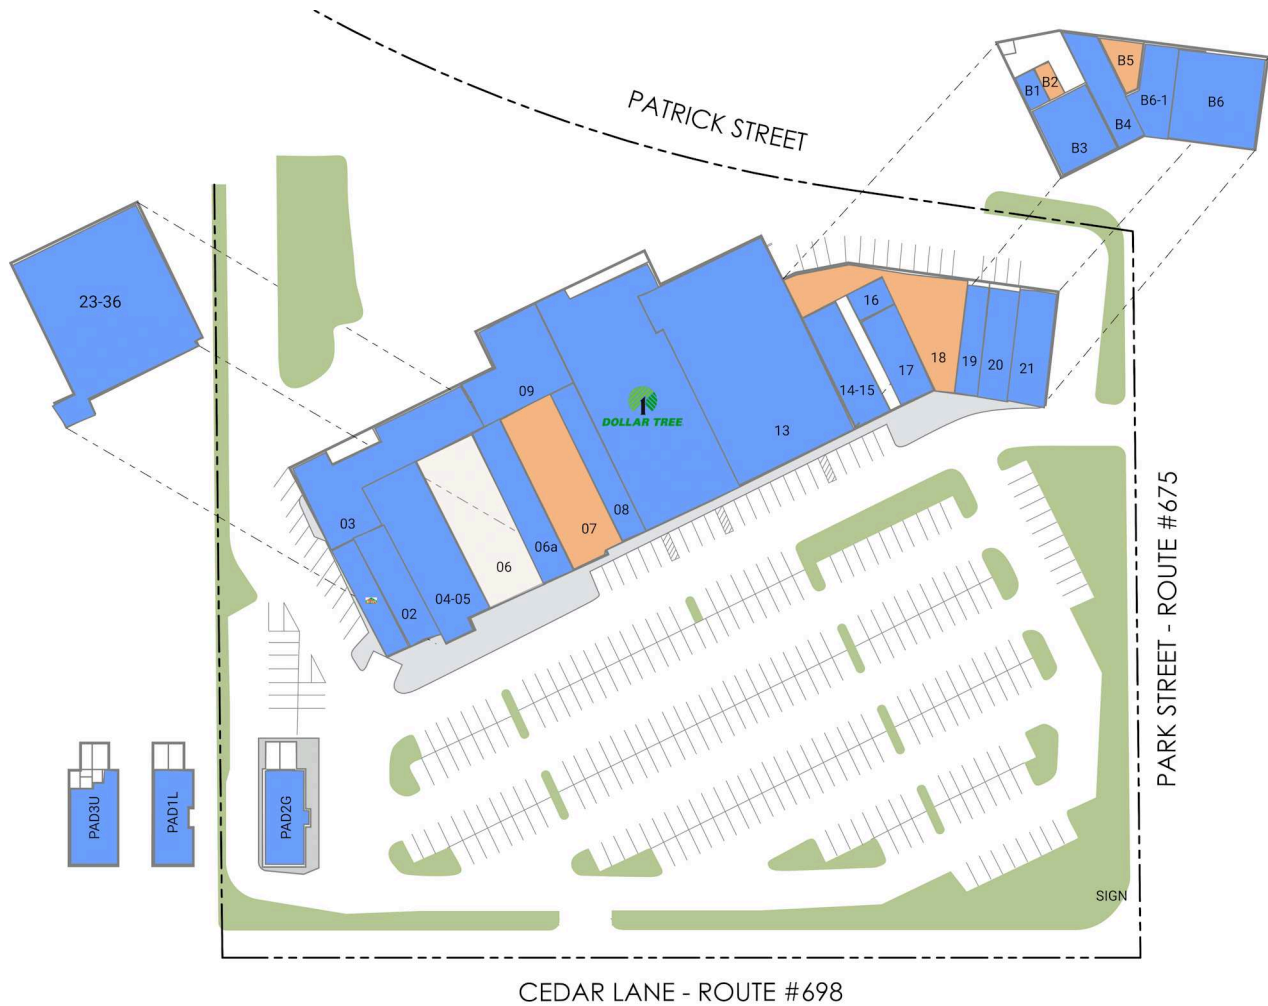 PATRICK STREET
B1
B2
B3
B4
B5
B6-1
B6
23-36
16
09
18
19
20
21
17
14-15
DOLLAR TREE
13
08
07
03
06a
06
04-05
02
PARK STREET - ROUTE #675
PAD3U
PAD1L
PAD2G
SIGN
CEDAR LANE - ROUTE #698